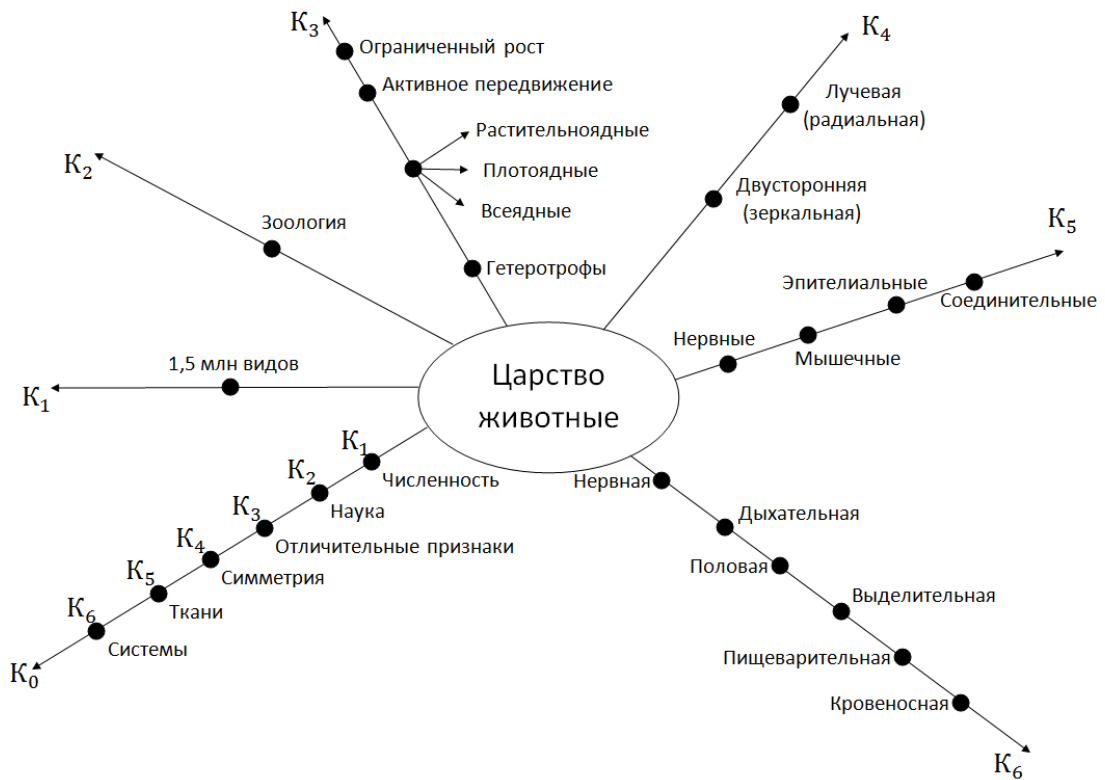 К₃
Ограниченный рост
Активное передвижение
Растительноядные
Плотоядные
Всеядные
Гетеротрофы
К₄
Лучевая
(радиальная)
Двусторонняя
(зеркальная)
К₂
Зоология
К₅
Эпителиальные
Соединительные
Нервные
Мышечные
1,5 млн видов
К₁
Царство
животные
К₁
Численность
К₂
Наука
К₃
Отличительные признаки
К₄
Симметрия
К₅
Ткани
К₆
Системы
К₀
Нервная
Дыхательная
Половая
Выделительная
Пищеварительная
Кровеносная
К₆